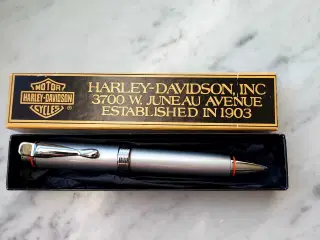 MOTOR
HARLEY-DAVIDSON
CYCLES
HARLEY-DAVIDSON, INC
3700 W. JUNEAU AVENUE
ESTABLISHED IN 1903